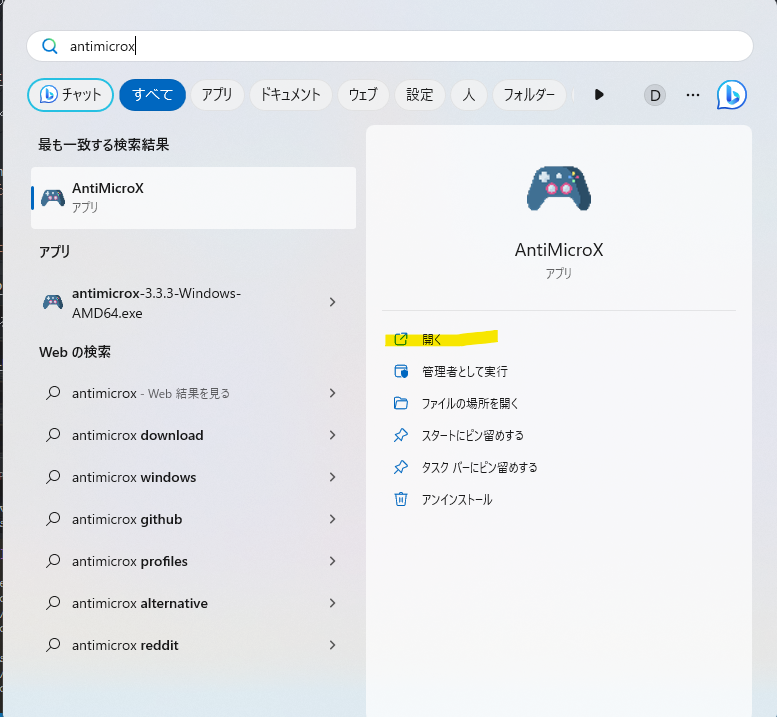 antimicrox
チャット すべて アプリ ドキュメント ウェブ 設定 人 フォルダー D
最も一致する検索結果
AntiMicroX
アプリ
アプリ
antimicrox-3.3.3-Windows-
AMD64.exe
Web の検索
antimicrox - Web 結果を見る
antimicrox download
antimicrox windows
antimicrox github
antimicrox profiles
antimicrox alternative
antimicrox reddit
AntiMicroX
アプリ
開く
管理者として実行
ファイルの場所を開く
スタートにピン留めする
タスク バーにピン留めする
アンインストール